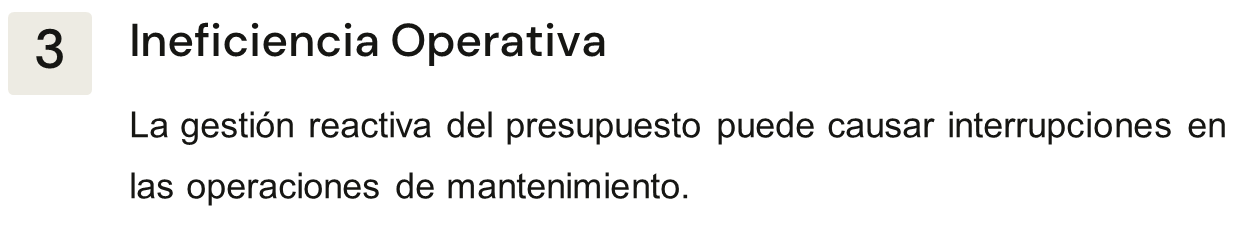 3 Ineficiencia Operativa
La gestión reactiva del presupuesto puede causar interrupciones en
las operaciones de mantenimiento.